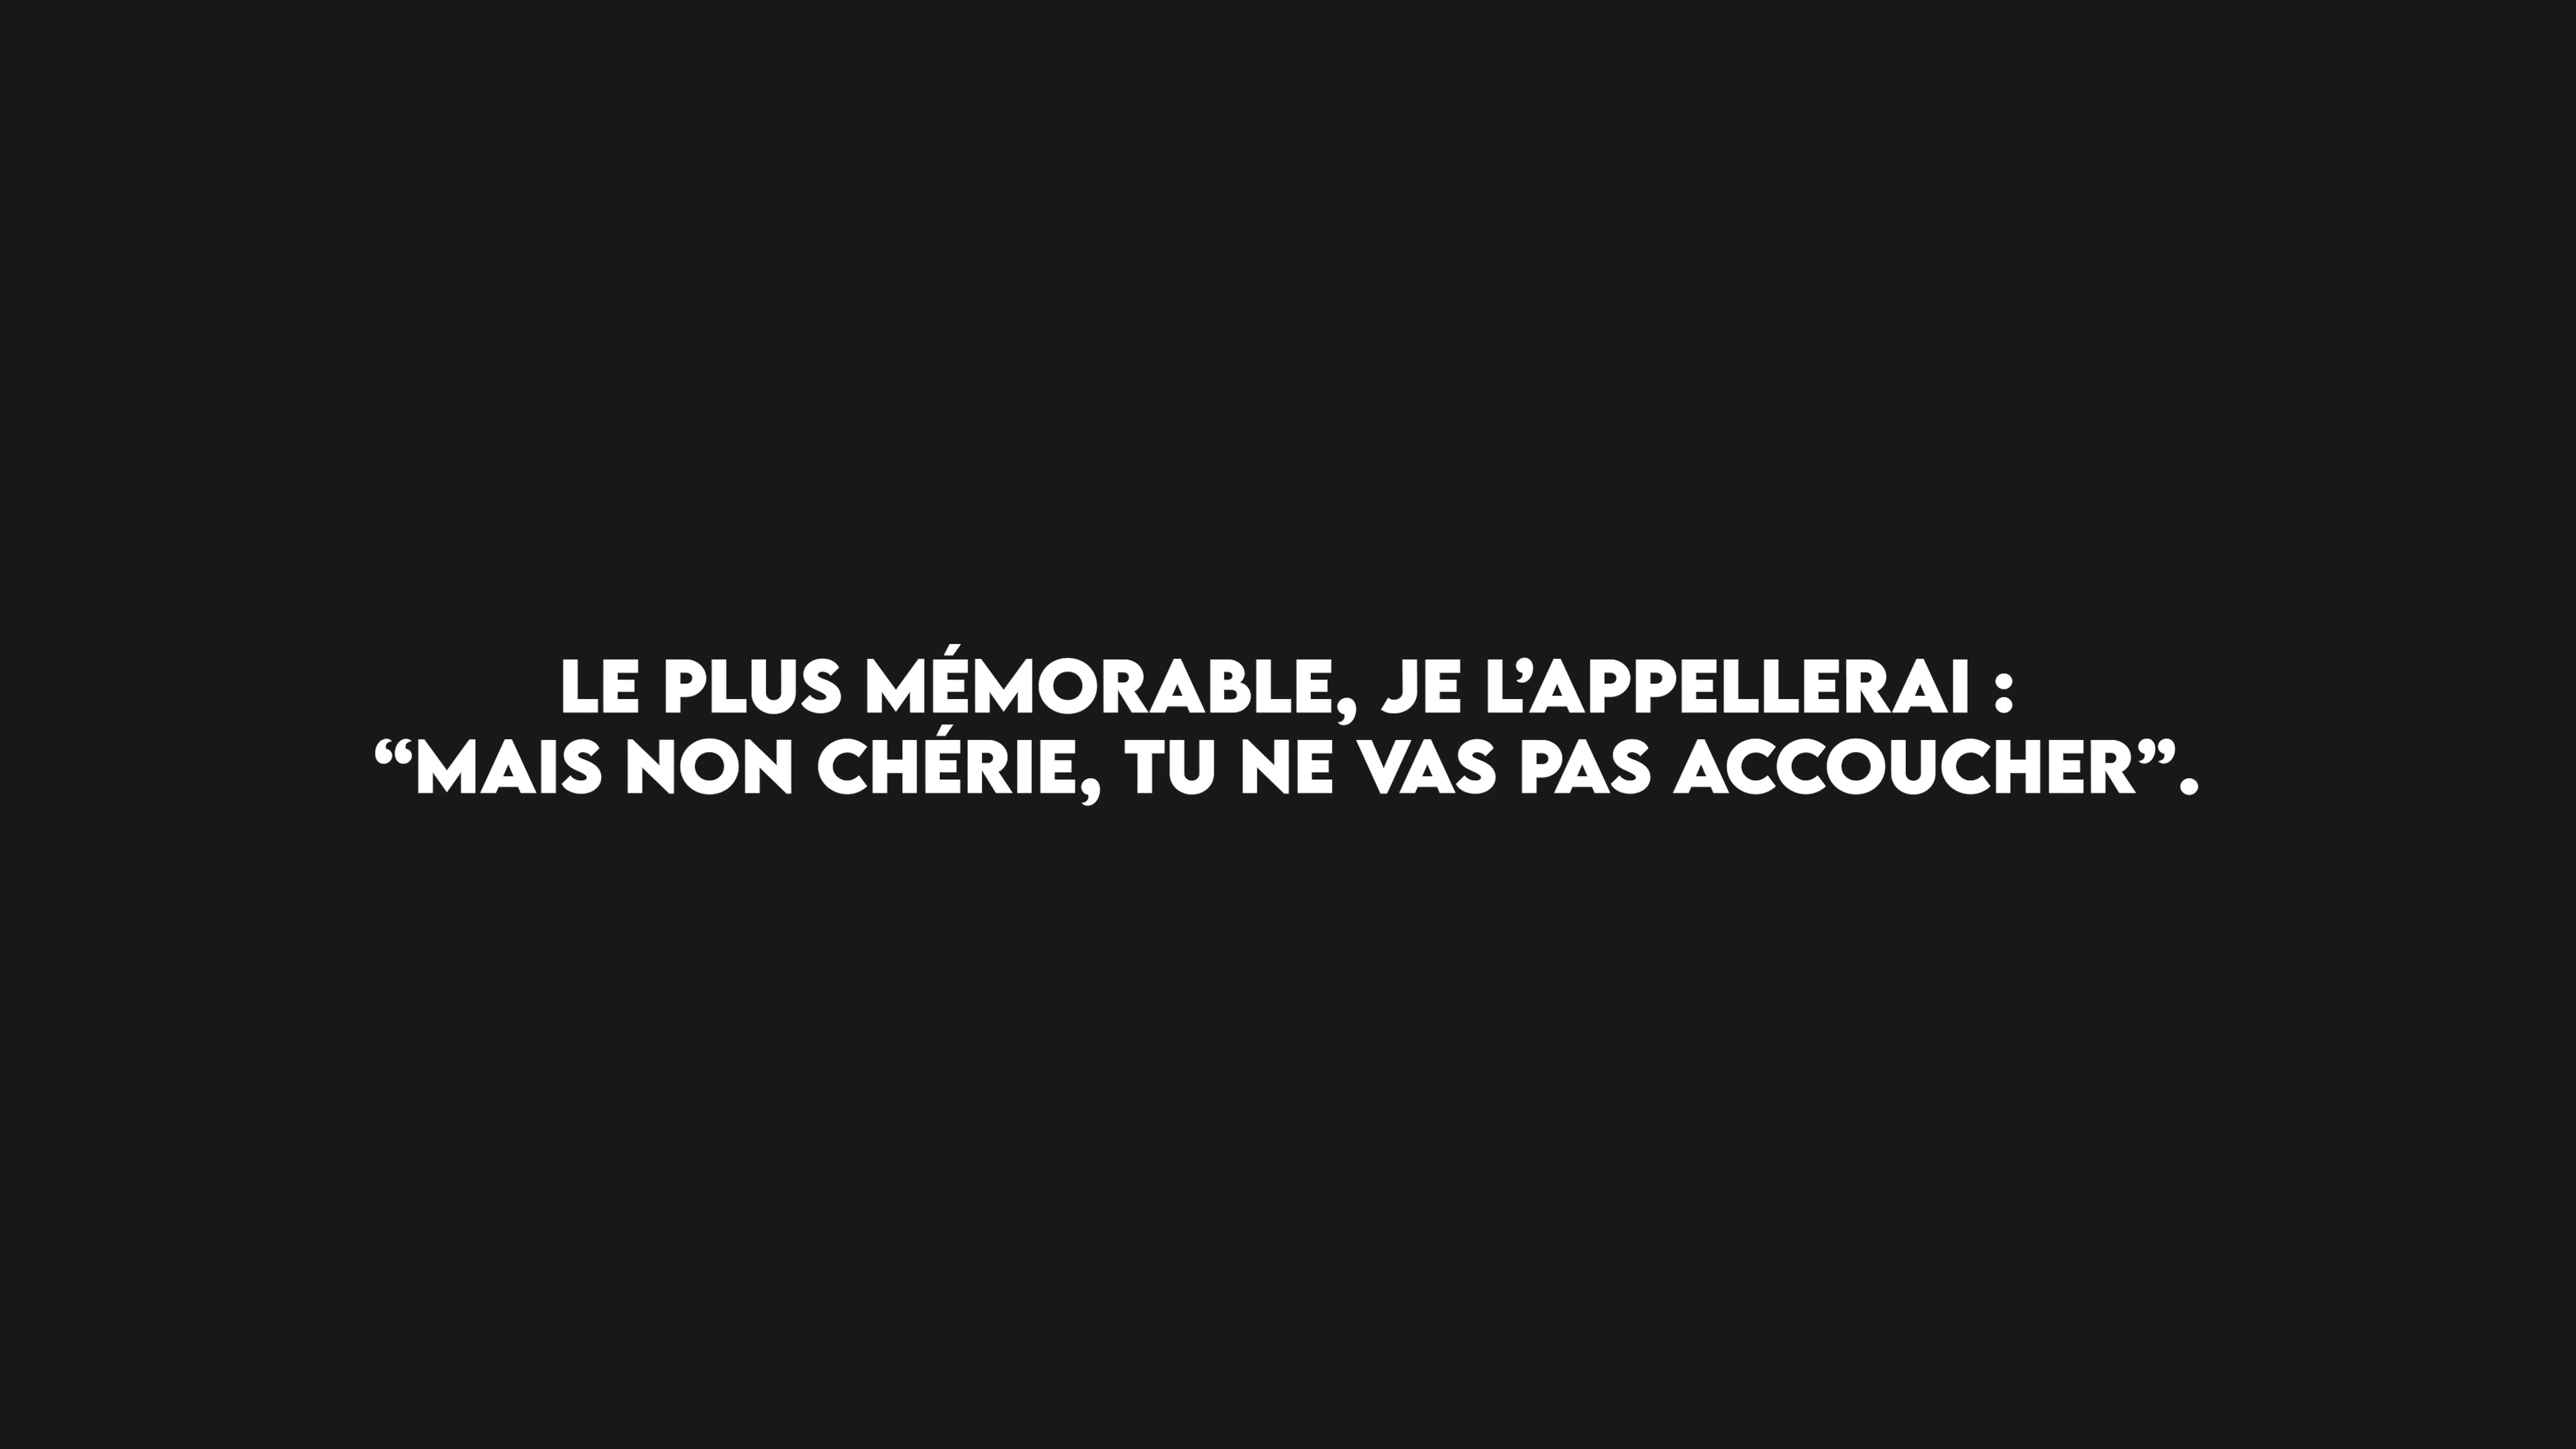 LE PLUS MÉMORABLE, JE L’APPELLERAI :
“MAIS NON CHÉRIE, TU NE VAS PAS ACCOUCHER”.